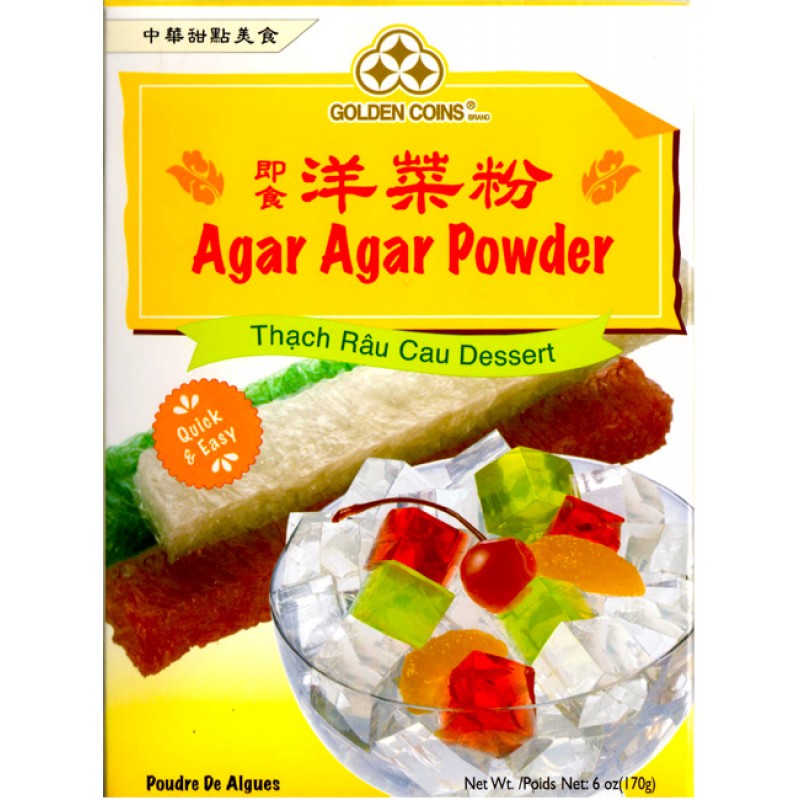 中華甜點美食
GOLDEN COINS® BRAND
即食 洋菜粉
Agar Agar Powder
Thạch Râu Cau Dessert
Quick
& Easy
Poudre De Algues
Net Wt. /Poids Net: 6 oz(170g)